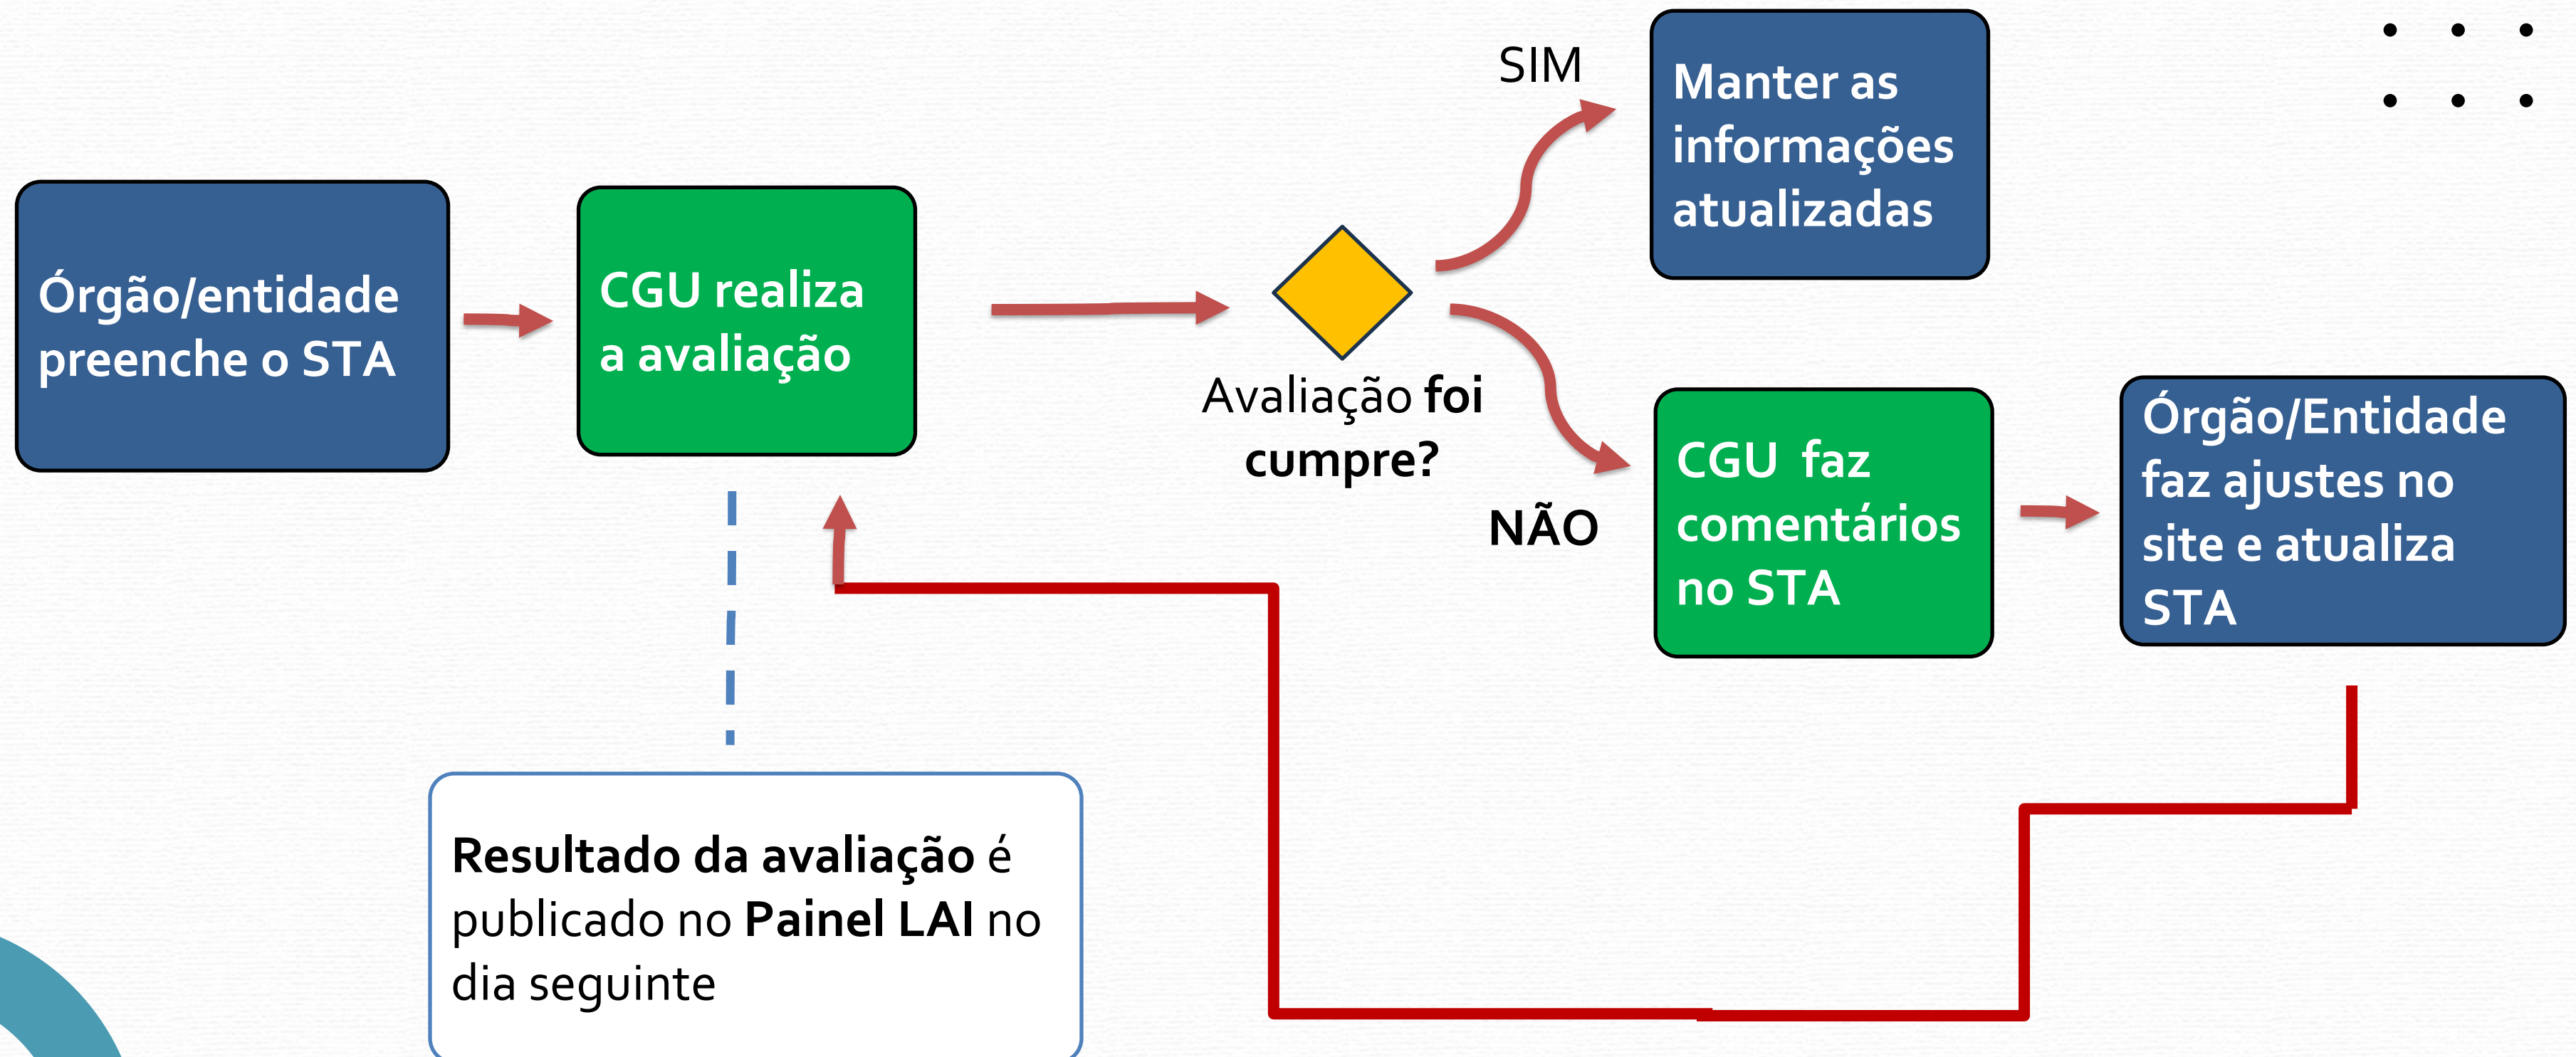 Órgão/entidade
preenche o STA
CGU realiza
a avaliação
Avaliação foi
cumpre?
SIM
Manter as
informações
atualizadas
NÃO
CGU  faz
comentários
no STA
Órgão/Entidade
faz ajustes no
site e atualiza
STA
Resultado da avaliação é
publicado no Painel LAI no
dia seguinte